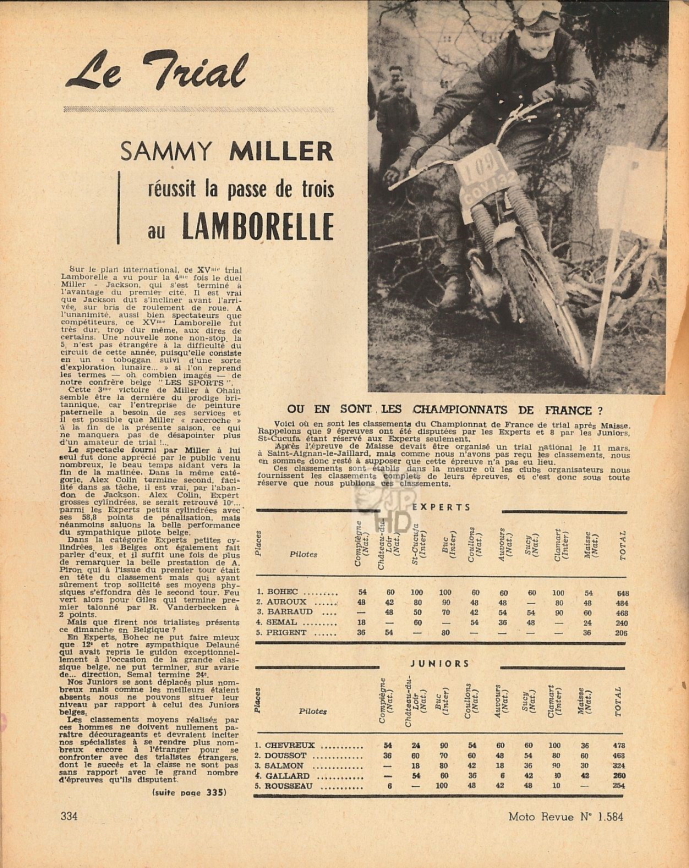 Le Trial
SAMMY MILLER
réussit la passe de trois
au LAMBORELLE
Sur le plan international, ce XVme trial
Lamborelle a vu pour la 4me fois le duel
Miller - Jackson, qui s'est terminé à
l'avantage du premier cité. Il est vrai
que Jackson dut s'incliner avant l'arri-
vée, sur bris de roulement de roue. A
l'unanimité, aussi bien spectateurs que
compétiteurs, ce XVme Lamborelle fut
très dur, trop dur même, aux dires de
certains. Une nouvelle zone non-stop, la
5, n'est pas étrangère à la difficulté du
circuit de cette année, puisqu'elle consiste
en un « toboggan suivi d'une sorte
d'exploration lunaire... » si l'on reprend
les termes — oh combien imagés — de
notre confrère belge "LES SPORTS".
Cette 3me victoire de Miller à Ohain
semble être la dernière du prodige bri-
tannique, car l'entreprise de peinture
paternelle a besoin de ses services et
il est possible que Miller « raccroche »
à la fin de la présente saison, ce qui
ne manquera pas de désapointer plus
d'un amateur de trial !...
Le spectacle fourni par Miller à lui
seul fut donc apprécié par le public venu
nombreux, le beau temps aidant vers la
fin de la matinée. Dans la même caté-
gorie, Alex Colin termine second, faci-
lité dans sa tâche, il est vrai, par l'aban-
don de Jackson. Alex Colin, Expert
grosses cylindrées, se serait retrouvé 10e...
parmi les Experts petits cylindrées avec
ses 58,8 points de pénalisation, mais
néanmoins saluons la belle performance
du sympathique pilote belge.
Dans la catégorie Experts petites cy-
lindrées, les Belges ont également fait
parler d'eux, et il suffit une fois de plus
de remarquer la belle prestation de A.
Piron qui à l'issue du premier tour était
en tête du classement mais qui ayant
sûrement trop sollicité ses moyens phy-
siques s'effondra dès le second tour. Feu
vert alors pour Giles qui termine pre-
mier talonné par R. Vanderbecken à
2 points.
Mais que firent nos trialistes présents
ce dimanche en Belgique ?
En Experts, Bohec ne put faire mieux
que 12e et notre sympathique Delauné
qui avait repris le guidon exceptionnel-
lement à l'occasion de la grande clas-
sique belge, ne put terminer, sur avarie
de... direction, Semal termine 24e.
Nos Juniors se sont déplacés plus nom-
breux mais comme les meilleurs étaient
absents nous ne pouvons situer leur
niveau par rapport à celui des Juniors
belges.
Les classements moyens réalisés par
ces hommes ne doivent nullement pa-
raître décourageants et devraient inciter
nos spécialistes à se rendre plus nom-
breux encore à l'étranger pour se
confronter avec des trialistes étrangers,
dont le succès et la classe ne sont pas
sans rapport avec le grand nombre
d'épreuves qu'ils disputent.
(suite page 335)
109
OU EN SONT LES CHAMPIONNATS DE FRANCE ?
Voici où en sont les classements du Championnat de France de trial après Maisse.
Rappelons que 9 épreuves ont été disputées par les Experts et 8 par les Juniors,
St-Cucufa étant réservé aux Experts seulement.
Après l'épreuve de Maisse devait être organisé un trial national le 11 mars,
à Saint-Aignan-le-Jaillard, mais comme nous n'avons pas reçu les classements, nous
en sommes donc resté à supposer que cette épreuve n'a pas eu lieu.
Ces classements sont établis dans la mesure où les clubs organisateurs nous
fournissent les classements complets de leurs épreuves, et c'est donc sous toute
réserve que nous publions ces classements.
HD
EXPERTS
Places Pilotes Compiègne (Nat.) Château-du-Loir (Nat.) St-Cucufa (Inter) Buc (Inter) Coullons (Nat.) Auvours (Nat.) Sucy (Nat.) Clamart (Inter) Maisse (Nat.) TOTAL
1. BOHEC ......... 54 60 100 100 60 60 60 100 54 648
2. AUROUX ...... 48 42 80 90 48 48 — 80 48 484
3. BARRAUD ... — 48 50 70 42 54 54 90 60 468
4. SEMAL ......... 18 — 60 — 54 36 48 — 24 240
5. PRIGENT ...... 36 54 — 80 — — — — 36 206
JUNIORS
Places Pilotes Compiègne (Nat.) Château-du-Loir (Nat.) Buc (Inter) Coullons (Nat.) Auvours (Nat.) Sucy (Nat.) Clamart (Inter) Maisse (Nat.) TOTAL
1. CHEVREUX ............ 54 24 90 54 60 60 100 36 478
2. DOUSSOT ............ 36 60 70 60 48 54 80 60 468
3. SALMON ............ — 18 80 42 18 36 90 30 324
4. GALLARD ............ — 54 60 36 6 42 10 42 260
5. ROUSSEAU ............ 6 — 100 48 42 48 10 — 254
334
Moto Revue N° 1.584